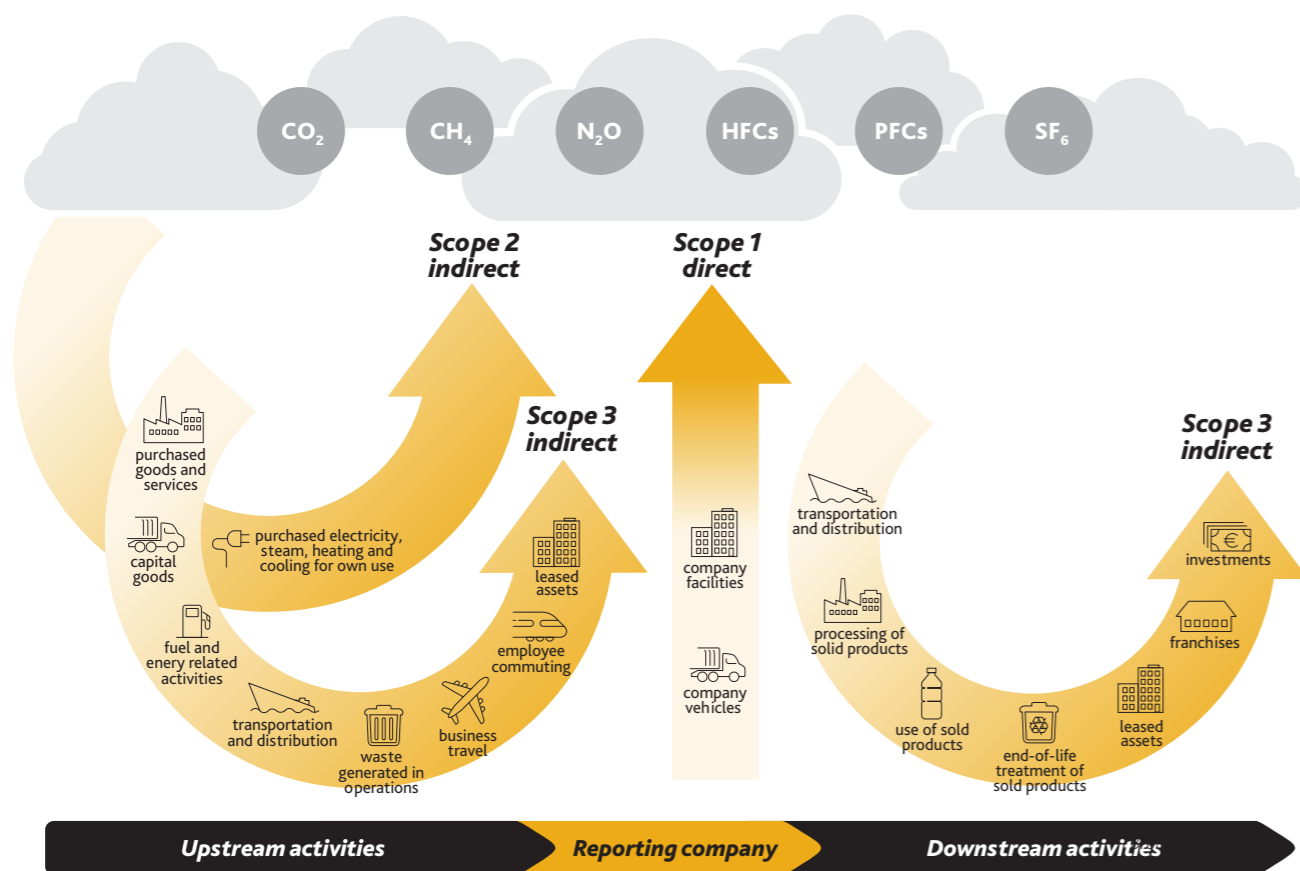 CO₂
CH₄
N₂O
HFCs
PFCs
SF₆
Scope 2
indirect
Scope 1
direct
Scope 3
indirect
Scope 3
indirect
purchased
goods and
services
capital
goods
fuel and
enery related
activities
transportation
and distribution
waste
generated in
operations
business
travel
employee
commuting
leased
assets
purchased electricity,
steam, heating and
cooling for own use
company
facilities
company
vehicles
transportation
and distribution
processing of
solid products
use of sold
products
end-of-life
treatment of
sold products
leased
assets
franchises
€
investments
Upstream activities
Reporting company
Downstream activities